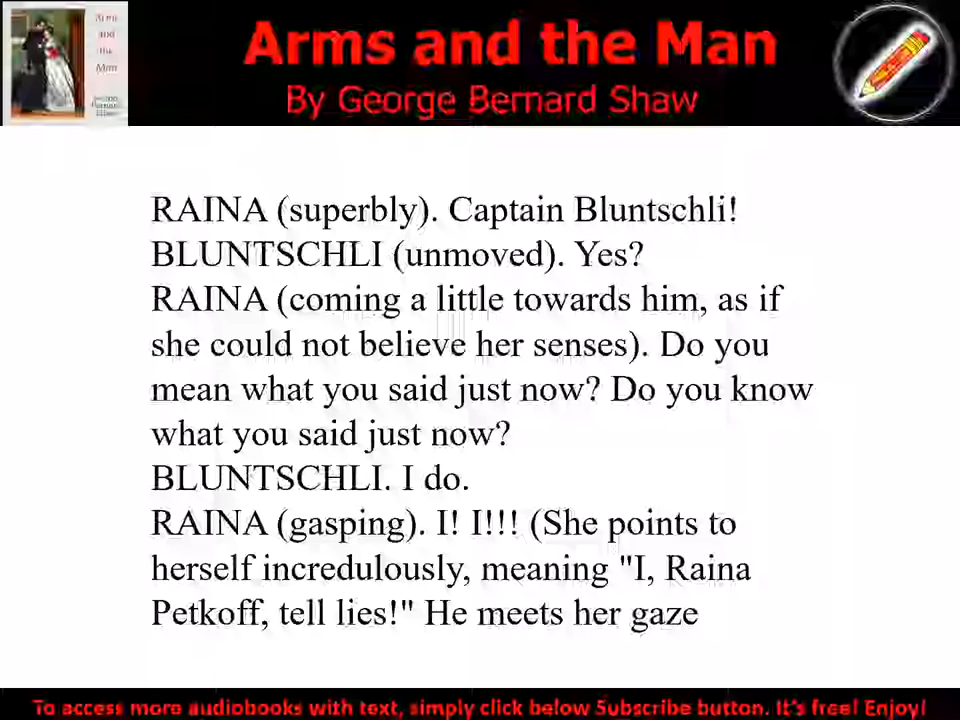 Arms and the Man
By George Bernard Shaw
Arms
and
the
Man
RAINA (superbly). Captain Bluntschli!
BLUNTSCHLI (unmoved). Yes?
RAINA (coming a little towards him, as if
she could not believe her senses). Do you
mean what you said just now? Do you know
what you said just now?
BLUNTSCHLI. I do.
RAINA (gasping). I! I!!! (She points to
herself incredulously, meaning "I, Raina
Petkoff, tell lies!" He meets her gaze
To access more audiobooks with text, simply click below Subscribe button. It's free! Enjoy!